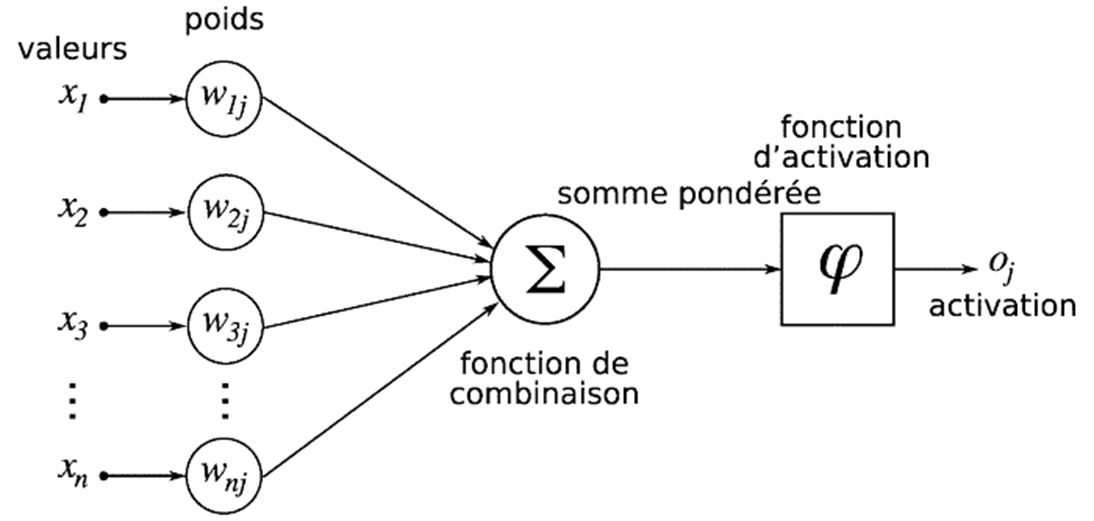 poids
valeurs
x1 w1j
fonction
d'activation
x2 w2j
somme pondérée
Σ φ oj
activation
x3 w3j
fonction de
combinaison
⋮ ⋮
xn wnj